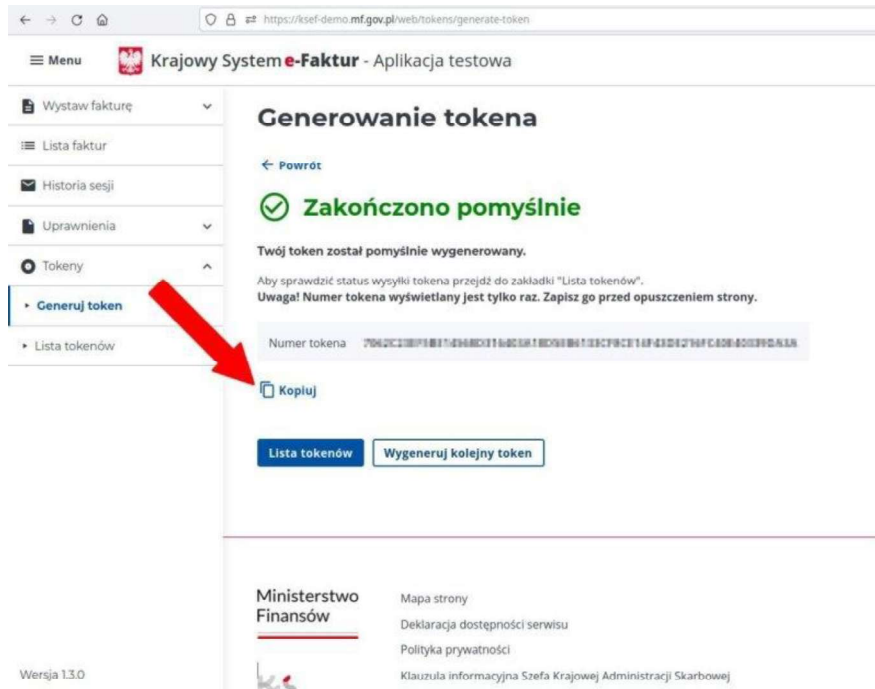 https://ksef-demo.mf.gov.pl/web/tokens/generate-token
Menu
Krajowy System e-Faktur - Aplikacja testowa
Wystaw fakturę
Lista faktur
Historia sesji
Uprawnienia
Tokeny
Generuj token
Lista tokenów
Generowanie tokena
Powrót
Zakończono pomyślnie
Twój token został pomyślnie wygenerowany.
Aby sprawdzić status wysyłki tokena przejdź do zakładki "Lista tokenów".
Uwaga! Numer tokena wyświetlany jest tylko raz. Zapisz go przed opuszczeniem strony.
Numer tokena
Kopiuj
Lista tokenów
Wygeneruj kolejny token
Ministerstwo
Finansów
Mapa strony
Deklaracja dostępności serwisu
Polityka prywatności
Klauzula informacyjna Szefa Krajowej Administracji Skarbowej
Wersja 1.3.0